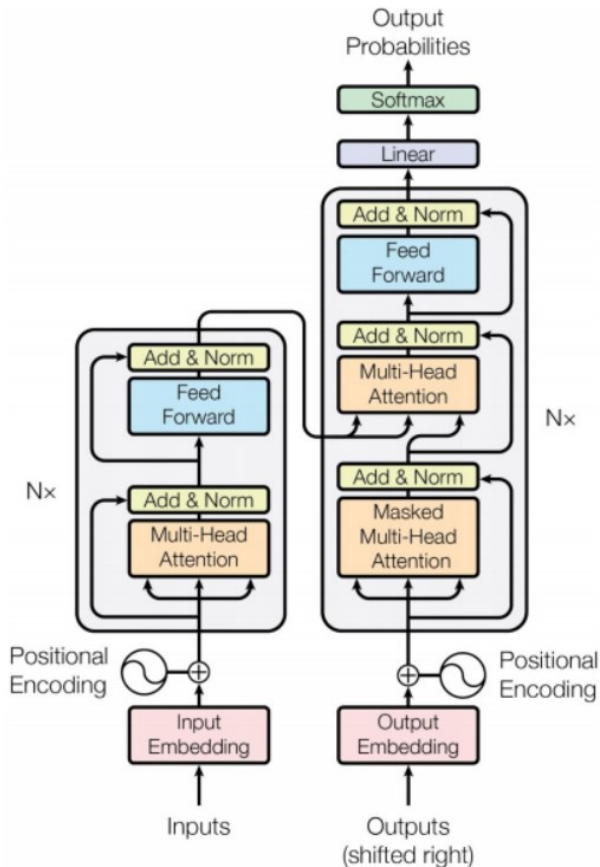 Output
Probabilities
Softmax
Linear
Add & Norm
Feed
Forward
Add & Norm
Multi-Head
Attention
Add & Norm
Masked
Multi-Head
Attention
Nx
Add & Norm
Feed
Forward
Add & Norm
Multi-Head
Attention
Nx
Positional
Encoding
Positional
Encoding
Input
Embedding
Output
Embedding
Inputs
Outputs
(shifted right)